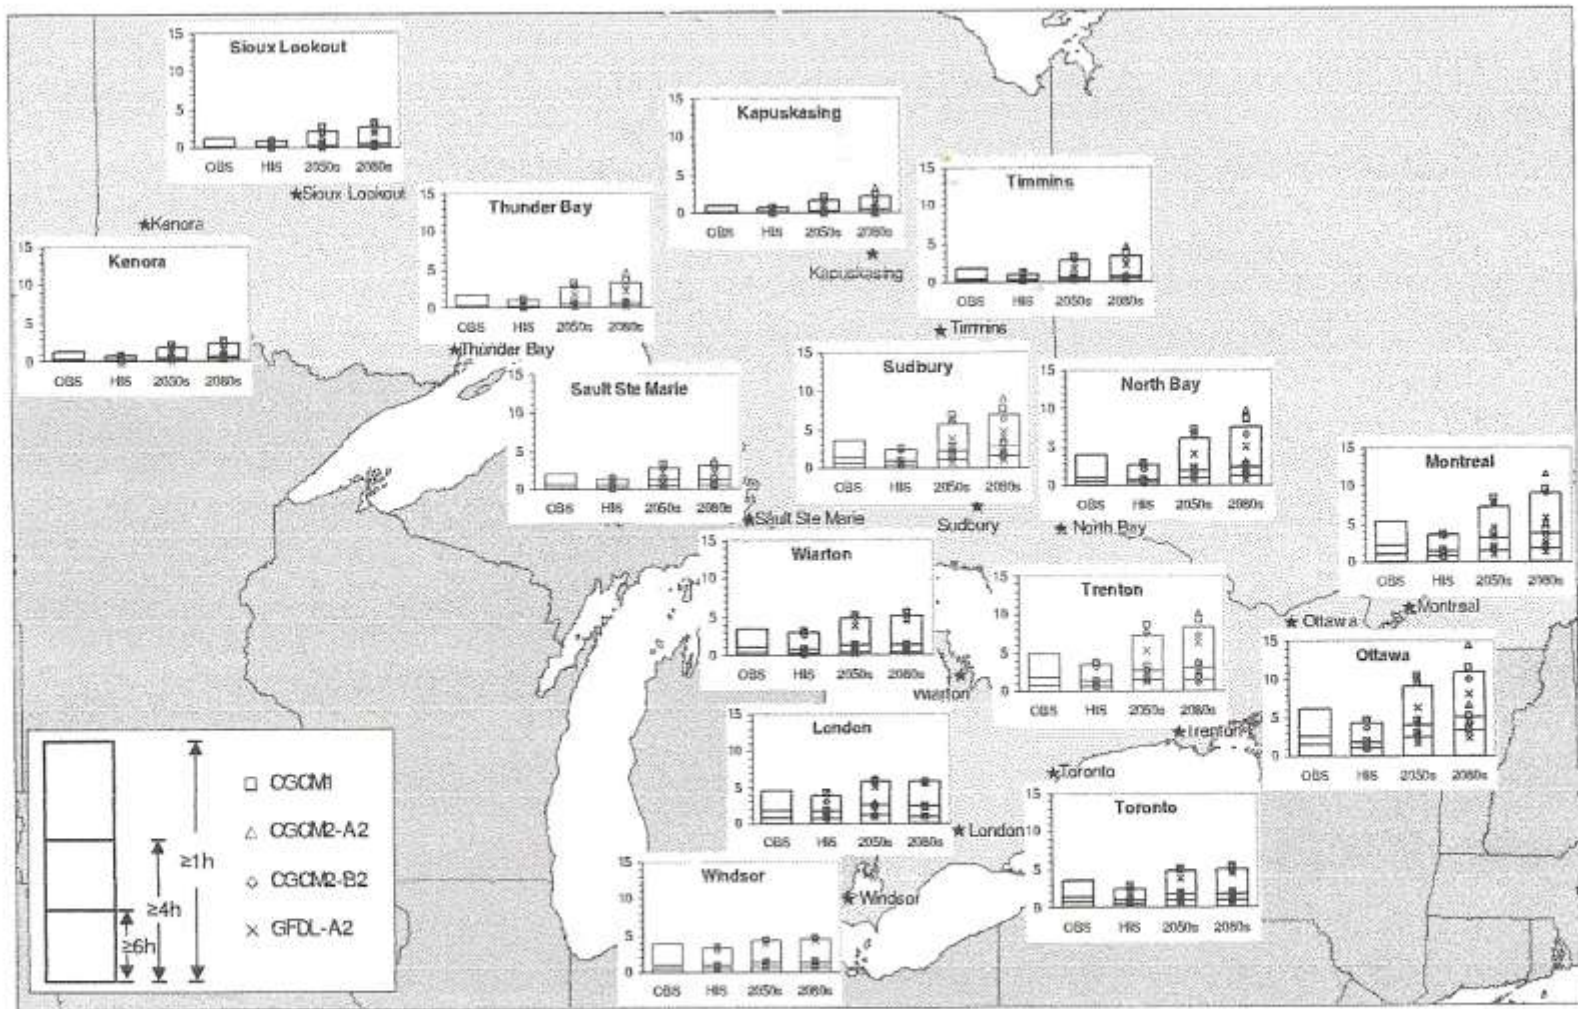 Sioux Lookout
15
10
5
0
OBS HIS 2050s 2080s
★Sioux Lookout
★Kenora
Kenora
15
10
5
0
OBS HIS 2050s 2080s
Thunder Bay
15
10
5
0
OBS HIS 2050s 2080s
★Thunder Bay
Kapuskasing
15
10
5
0
OBS HIS 2050s 2080s
★
Kapuskasing
Timmins
15
10
5
0
OBS HIS 2050s 2080s
★Timmins
Sault Ste Marie
15
10
5
0
OBS HIS 2050s 2080s
★Sault Ste Marie
Sudbury
15
10
5
0
OBS HIS 2050s 2080s
★
Sudbury
North Bay
15
10
5
0
OBS HIS 2050s 2080s
★North Bay
Montreal
15
10
5
0
OBS HIS 2050s 2080s
★Montreal
Wiarton
15
10
5
0
OBS HIS 2050s 2080s
★
Wiarton
Trenton
15
10
5
0
OBS HIS 2050s 2080s
★Trenton
★Ottawa
Ottawa
15
10
5
0
OBS HIS 2050s 2080s
London
15
10
5
0
OBS HIS 2050s 2080s
★London
★Toronto
Toronto
15
10
5
0
OBS HIS 2050s 2080s
Windsor
15
10
5
0
OBS HIS 2050s 2080s
★Windsor
≥1h
≥4h
≥6h
□ CGCM1
△ CGCM2-A2
◇ CGCM2-B2
× GFDL-A2